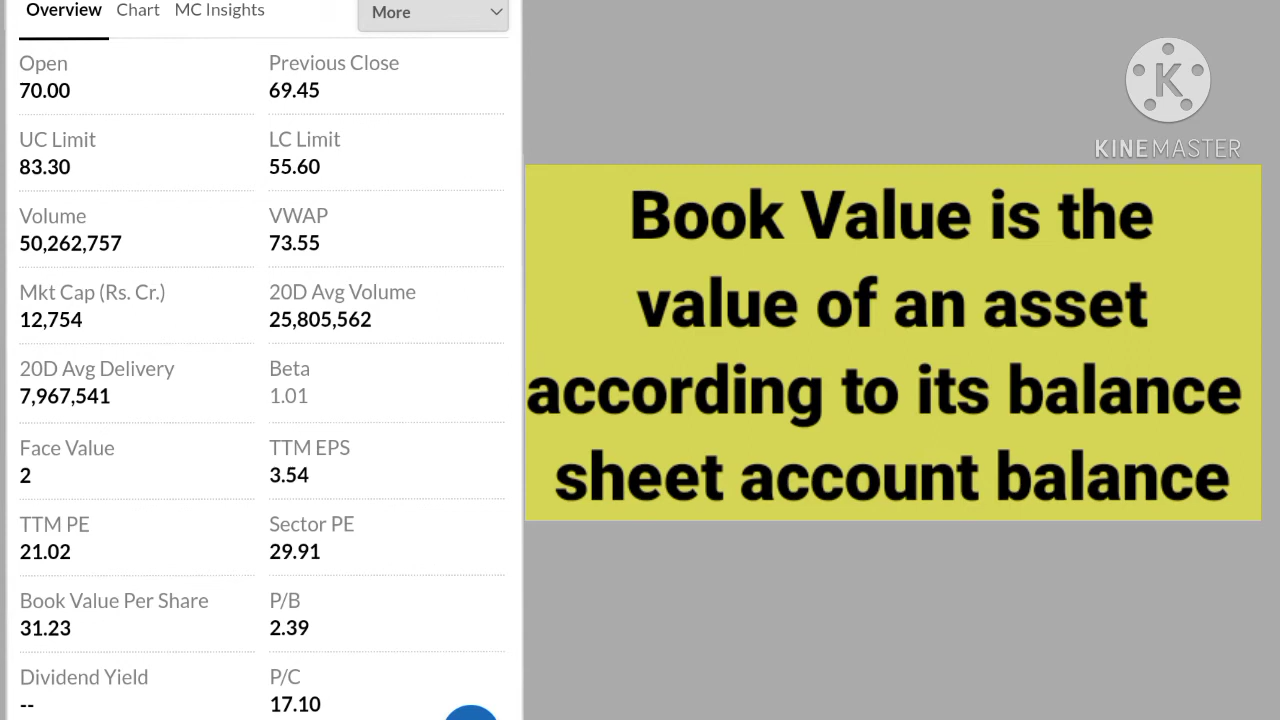 Overview Chart MC Insights More
Open Previous Close
70.00 69.45
UC Limit LC Limit
83.30 55.60
Volume VWAP
50,262,757 73.55
Mkt Cap (Rs. Cr.) 20D Avg Volume
12,754 25,805,562
20D Avg Delivery Beta
7,967,541 1.01
Face Value TTM EPS
2 3.54
TTM PE Sector PE
21.02 29.91
Book Value Per Share P/B
31.23 2.39
Dividend Yield P/C
-- 17.10
K
KINEMASTER
Book Value is the
value of an asset
according to its balance
sheet account balance